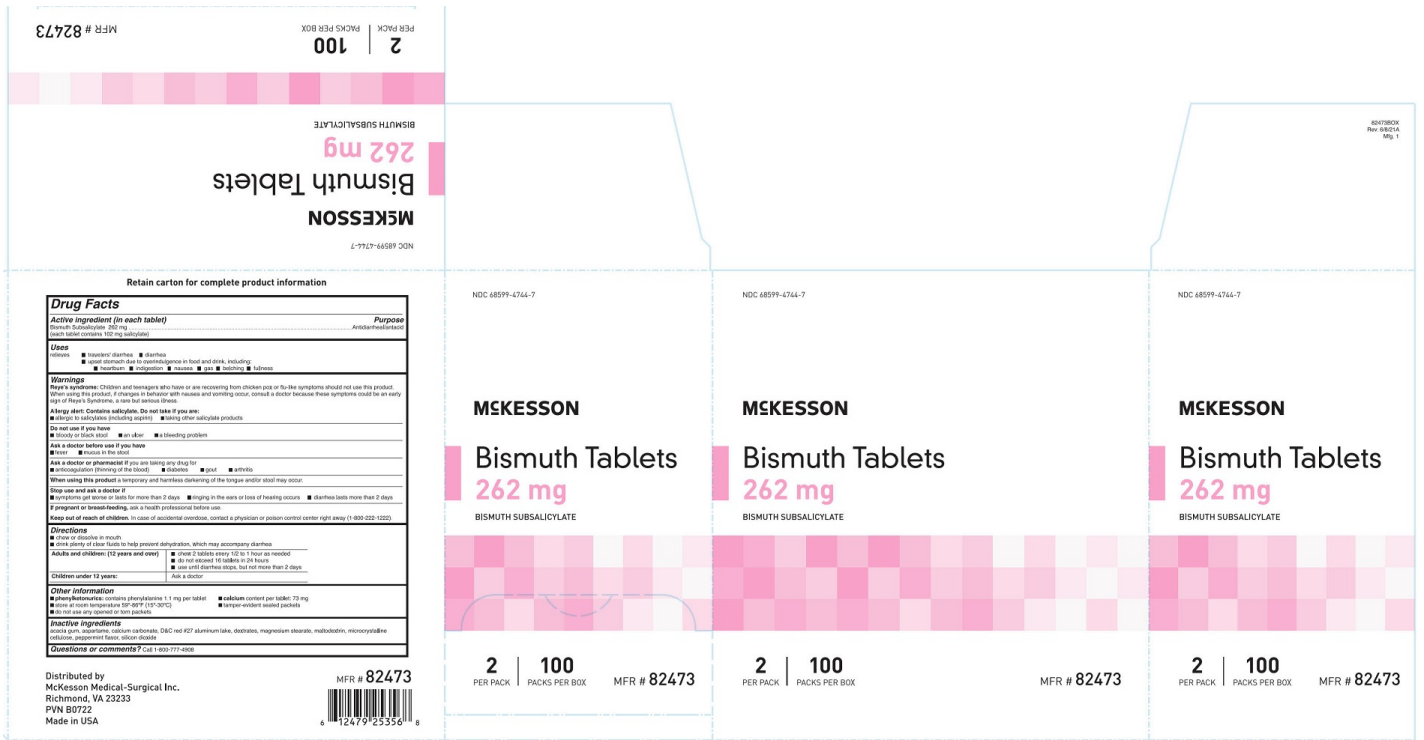 MFR # 82473
2 100
PER PACK PACKS PER BOX
BISMUTH SUBSALICYLATE
262 mg
Bismuth Tablets
McKESSON
NDC 68599-4744-7
82473BOX
Rev. 6/8/21A
Mfg. 1
Retain carton for complete product information
Drug Facts
Active ingredient (in each tablet) Purpose
Bismuth Subsalicylate 262 mg Antidiarrheal/antacid
(each tablet contains 102 mg salicylate)
Uses
relieves ■ travelers' diarrhea ■ diarrhea
■ upset stomach due to overindulgence in food and drink, including:
■ heartburn ■ indigestion ■ nausea ■ gas ■ belching ■ fullness
Warnings
Reye's syndrome: Children and teenagers who have or are recovering from chicken pox or flu-like symptoms should not use this product.
When using this product, if changes in behavior with nausea and vomiting occur, consult a doctor because these symptoms could be an early
sign of Reye's Syndrome, a rare but serious illness.
Allergy alert: Contains salicylate. Do not take if you are:
■ allergic to salicylates (including aspirin) ■ taking other salicylate products
Do not use if you have
■ bloody or black stool ■ an ulcer ■ a bleeding problem
Ask a doctor before use if you have
■ fever ■ mucus in the stool
Ask a doctor or pharmacist if you are taking any drug for
■ anticoagulation (thinning of the blood) ■ diabetes ■ gout ■ arthritis
When using this product a temporary and harmless darkening of the tongue and/or stool may occur.
Stop use and ask a doctor if
■ symptoms get worse or lasts for more than 2 days ■ ringing in the ears or loss of hearing occurs ■ diarrhea lasts more than 2 days
If pregnant or breast-feeding, ask a health professional before use.
Keep out of reach of children. In case of accidental overdose, contact a physician or poison control center right away (1-800-222-1222).
Directions
■ chew or dissolve in mouth
■ drink plenty of clear fluids to help prevent dehydration, which may accompany diarrhea
Adults and children: (12 years and over) ■ chew 2 tablets every 1/2 to 1 hour as needed
■ do not exceed 16 tablets in 24 hours
■ use until diarrhea stops, but not more than 2 days
Children under 12 years: Ask a doctor
Other information
■ phenylketonurics: contains phenylalanine 1.1 mg per tablet ■ calcium content per tablet: 73 mg
■ store at room temperature 59°-86°F (15°-30°C) ■ tamper-evident sealed packets
■ do not use any opened or torn packets
Inactive ingredients
acacia gum, aspartame, calcium carbonate, D&C red #27 aluminum lake, dextrates, magnesium stearate, maltodextrin, microcrystalline
cellulose, peppermint flavor, silicon dioxide
Questions or comments? Call 1-800-777-4908
Distributed by
McKesson Medical-Surgical Inc.
Richmond, VA 23233
PVN B0722
Made in USA
MFR # 82473
6 12479 25356 8
NDC 68599-4744-7
McKESSON
Bismuth Tablets
262 mg
BISMUTH SUBSALICYLATE
2 100
PER PACK PACKS PER BOX MFR # 82473
NDC 68599-4744-7
McKESSON
Bismuth Tablets
262 mg
BISMUTH SUBSALICYLATE
2 100
PER PACK PACKS PER BOX MFR # 82473
NDC 68599-4744-7
McKESSON
Bismuth Tablets
262 mg
BISMUTH SUBSALICYLATE
2 100
PER PACK PACKS PER BOX MFR # 82473